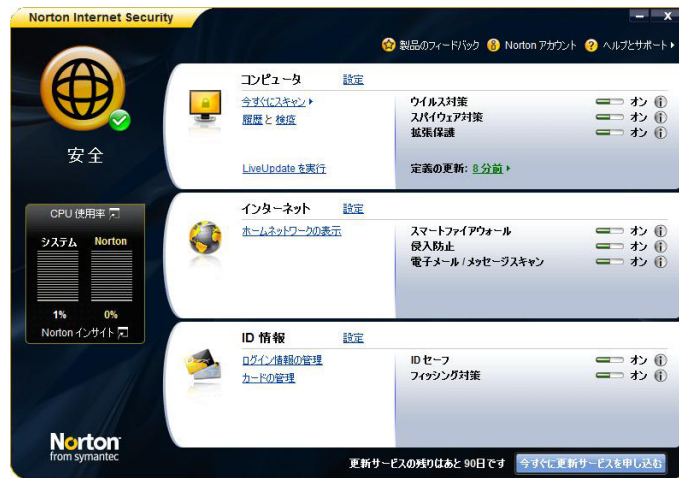 Norton Internet Security
製品のフィードバック Norton アカウント ヘルプとサポート
安全
コンピュータ 設定
今すぐにスキャン
履歴 と 検疫
LiveUpdate を実行
ウイルス対策 オン
スパイウェア対策 オン
拡張保護 オン
定義の更新: 8 分前
CPU 使用率
システム Norton
1% 0%
Norton インサイト
インターネット 設定
ホームネットワークの表示
スマートファイアウォール オン
侵入防止 オン
電子メール / メッセージスキャン オン
ID 情報 設定
ログイン情報の管理
カードの管理
ID セーフ オン
フィッシング対策 オン
Norton
from symantec
更新サービスの残りはあと 90日です 今すぐに更新サービスを申し込む